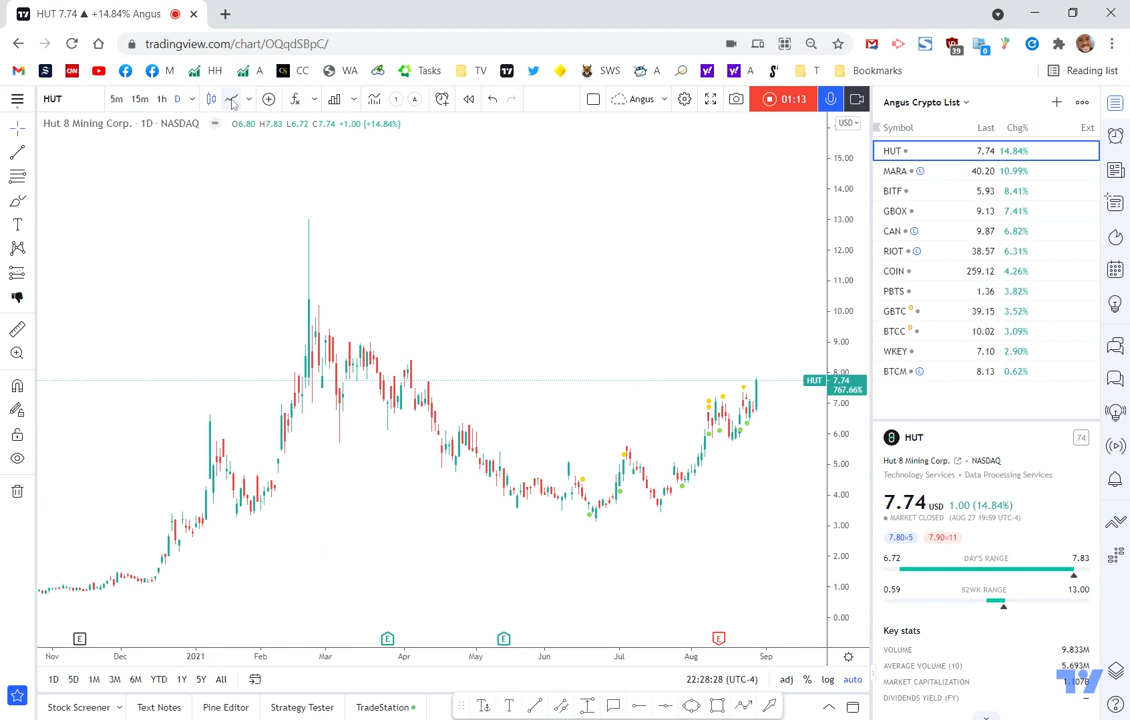 HUT 7.74 ▲ +14.84% Angus
tradingview.com/chart/OQqdSBpC/
39
0
CNN
M
HH
A
CC
WA
Tasks
TV
SWS
A
A
T
Bookmarks
Reading list
HUT
5m
15m
1h
D
1
A
Angus
01:13
Angus Crypto List
Hut 8 Mining Corp. · 1D · NASDAQ
O6.80 H7.83 L6.72 C7.74 +1.00 (+14.84%)
USD
15.00
14.00
13.00
12.00
11.00
10.00
9.00
8.00
7.00
6.00
5.00
4.00
3.00
2.00
1.00
0.00
HUT 7.74
767.66%
E
E
E
E
Nov
Dec
2021
Feb
Mar
Apr
May
Jun
Jul
Aug
Sep
1D 5D 1M 3M 6M YTD 1Y 5Y All
22:28:28 (UTC-4)
adj % log auto
Stock Screener
Text Notes
Pine Editor
Strategy Tester
TradeStation
Symbol Last Chg% Ext
HUT 7.74 14.84%
MARA L 40.20 10.99%
BITF 5.93 8.41%
GBOX 9.13 7.41%
CAN L 9.87 6.82%
RIOT L 38.57 6.31%
COIN 259.12 4.26%
PBTS 1.36 3.82%
GBTC D 39.15 3.52%
BTCC D 10.02 3.09%
WKEY 7.10 2.90%
BTCM L 8.13 0.62%
HUT
74
Hut 8 Mining Corp. • NASDAQ
Technology Services • Data Processing Services
7.74 USD 1.00 (14.84%)
MARKET CLOSED (AUG 27 19:59 UTC-4)
7.80×5 7.90×11
6.72 DAY'S RANGE 7.83
0.59 52WK RANGE 13.00
Key stats
VOLUME 9.833M
AVERAGE VOLUME (10) 5.693M
MARKET CAPITALIZATION 1.107B
DIVIDENDS YIELD (FY)